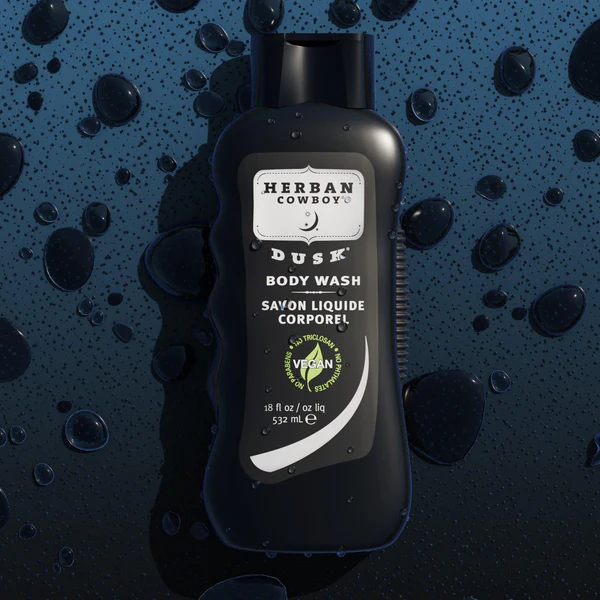 HERBAN
COWBOY®
DUSK®
BODY WASH
SAVON LIQUIDE
CORPOREL
NO PARABENS • NO TRICLOSAN • NO PHTHALATES
VEGAN
18 fl oz / oz liq
532 mL ℮